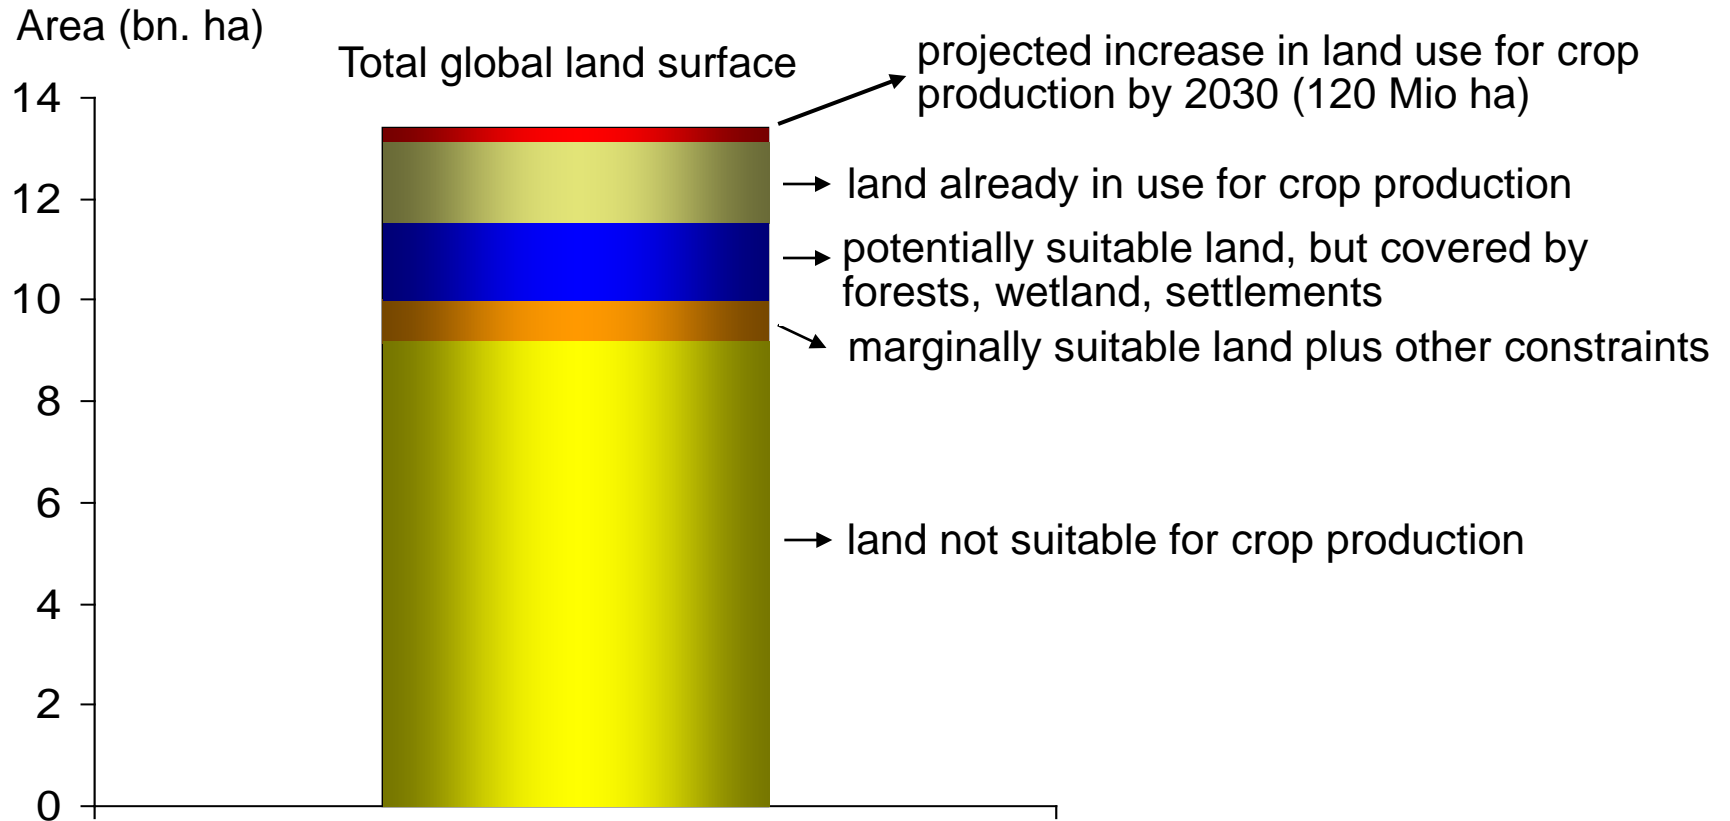 Area (bn. ha)
Total global land surface
projected increase in land use for crop
production by 2030 (120 Mio ha)
14
land already in use for crop production
12
potentially suitable land, but covered by
forests, wetland, settlements
10
marginally suitable land plus other constraints
8
6
land not suitable for crop production
4
2
0